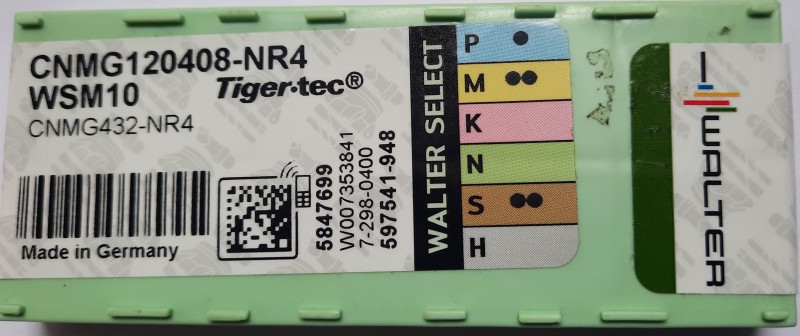 CNMG120408-NR4
WSM10 Tiger·tec®
CNMG432-NR4
Made in Germany
5847699
W007353841
7-298-0400
597541-948
WALTER SELECT
P
M
K
N
S
H
WALTER